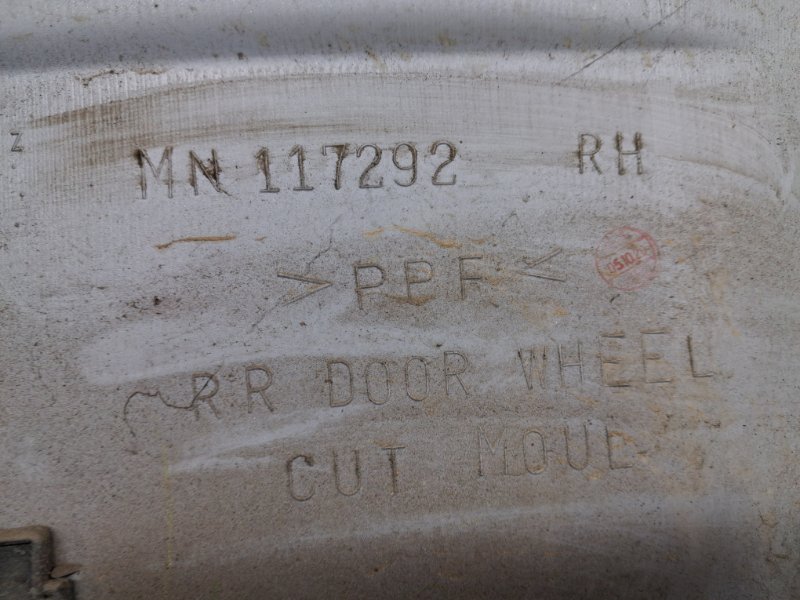 MN 117292 RH
>PPF<
RR DOOR WHEEL
CUT MOUL